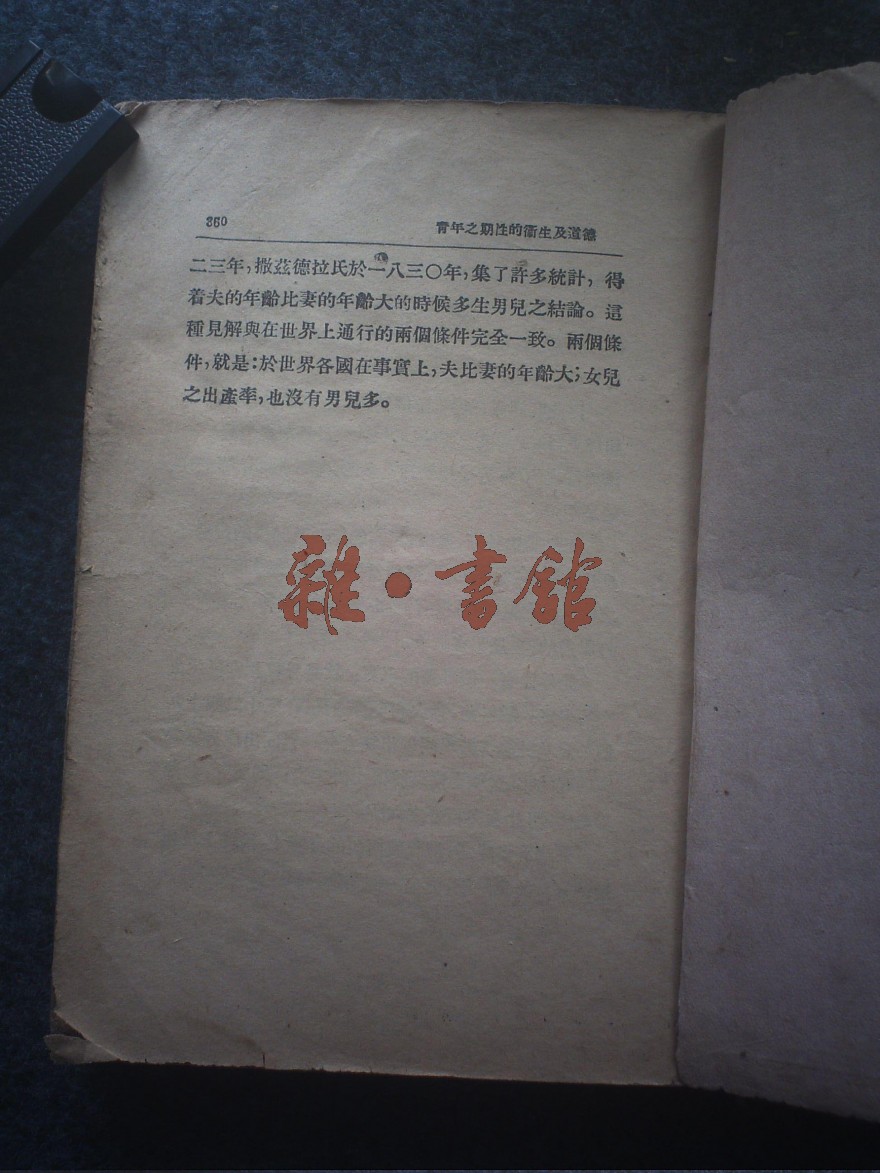 360
青年之期性的衞生及道德
二三年，撒茲德拉氏於一八三〇年，集了許多統計，得
着夫的年齡比妻的年齡大的時候多生男兒之結論。這
種見解與在世界上通行的兩個條件完全一致。兩個條
件，就是：於世界各國在事實上，夫比妻的年齡大；女兒
之出產率，也沒有男兒多。
雜·書館